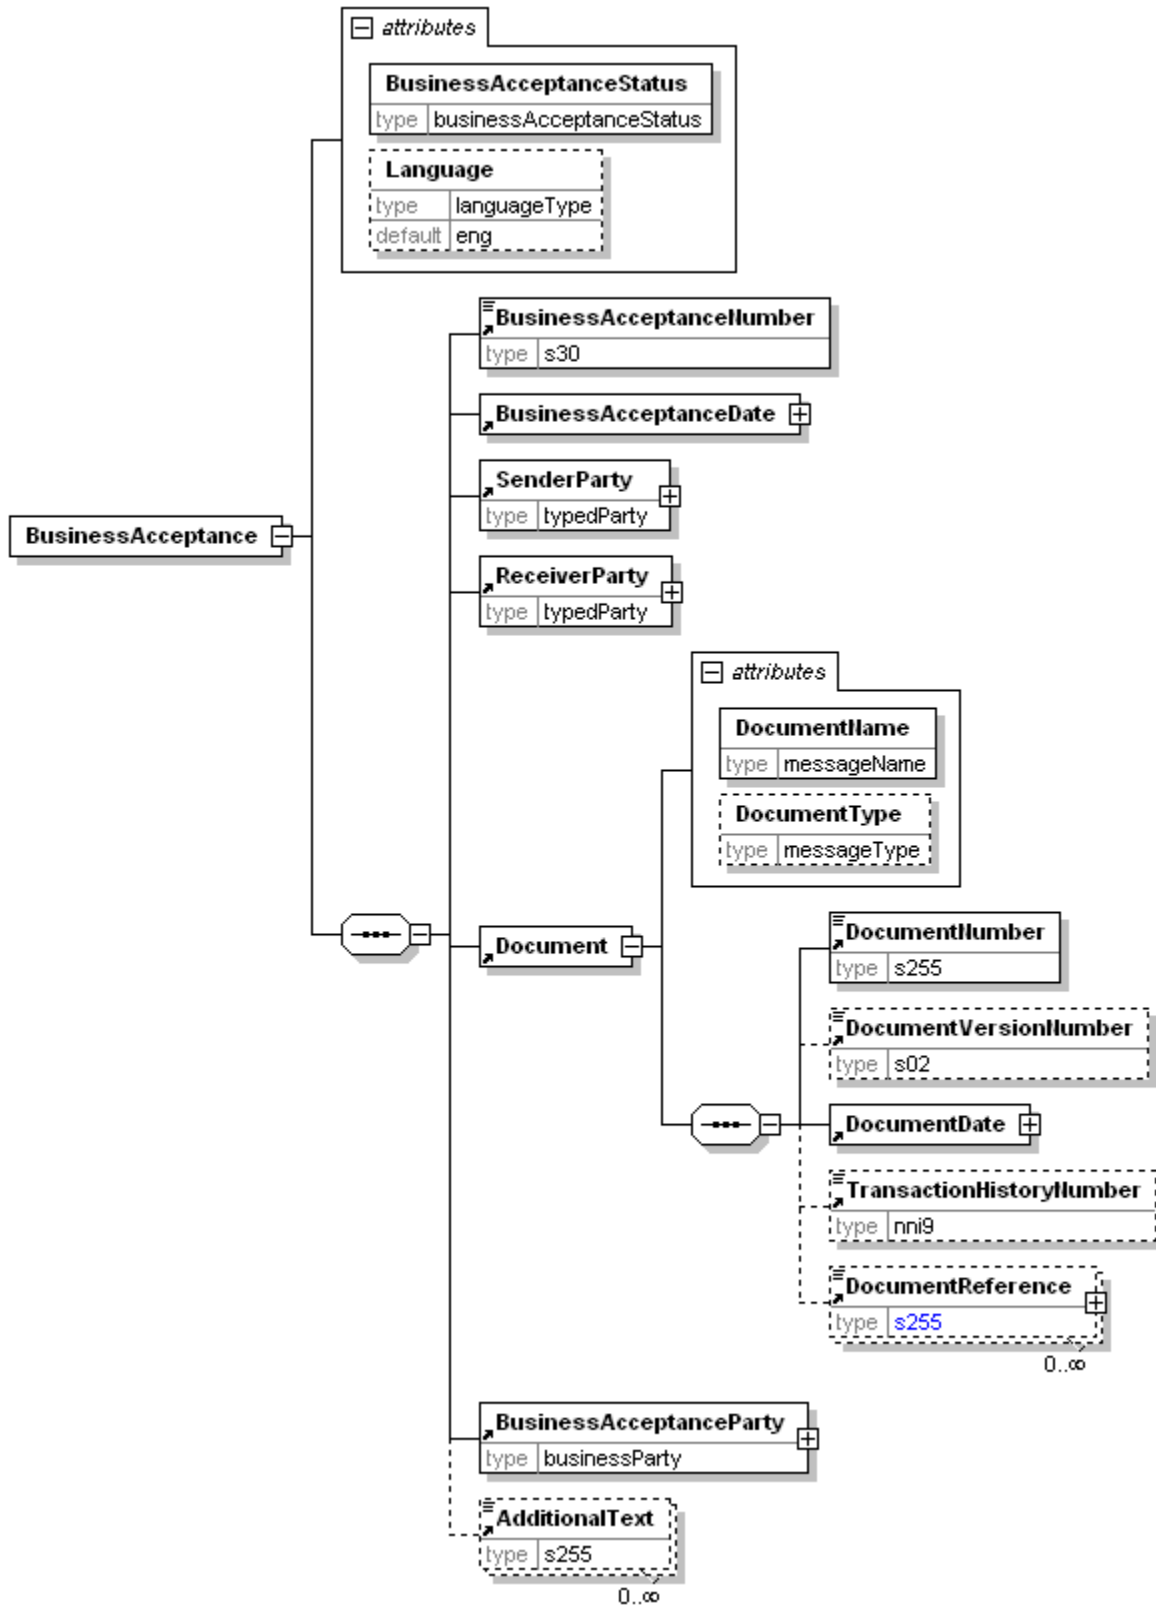 attributes
BusinessAcceptanceStatus
type businessAcceptanceStatus
Language
type languageType
default eng
BusinessAcceptanceNumber
type s30
BusinessAcceptanceDate
SenderParty
type typedParty
BusinessAcceptance
ReceiverParty
type typedParty
attributes
DocumentName
type messageName
DocumentType
type messageType
Document
DocumentNumber
type s255
DocumentVersionNumber
type s02
DocumentDate
TransactionHistoryNumber
type nni9
DocumentReference
type s255
0..∞
BusinessAcceptanceParty
type businessParty
AdditionalText
type s255
0..∞